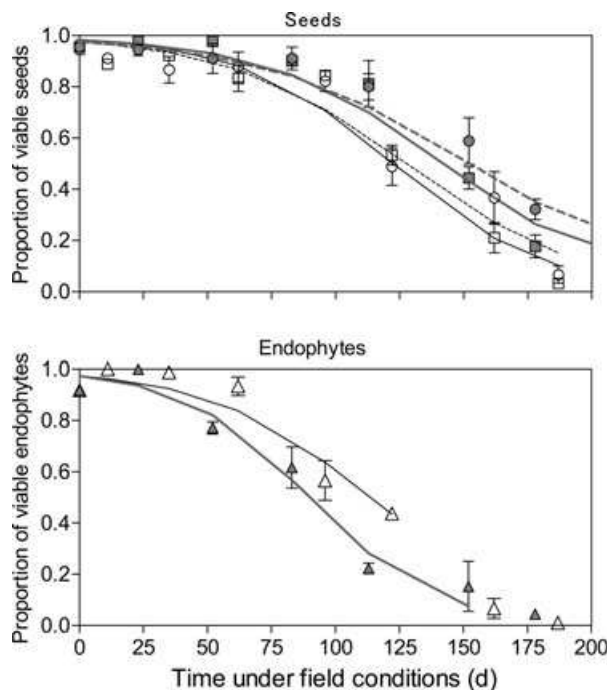 Seeds
Proportion of viable seeds
1.0
0.8
0.6
0.4
0.2
0.0
Endophytes
Proportion of viable endophytes
1.0
0.8
0.6
0.4
0.2
0.0
0 25 50 75 100 125 150 175 200
Time under field conditions (d)